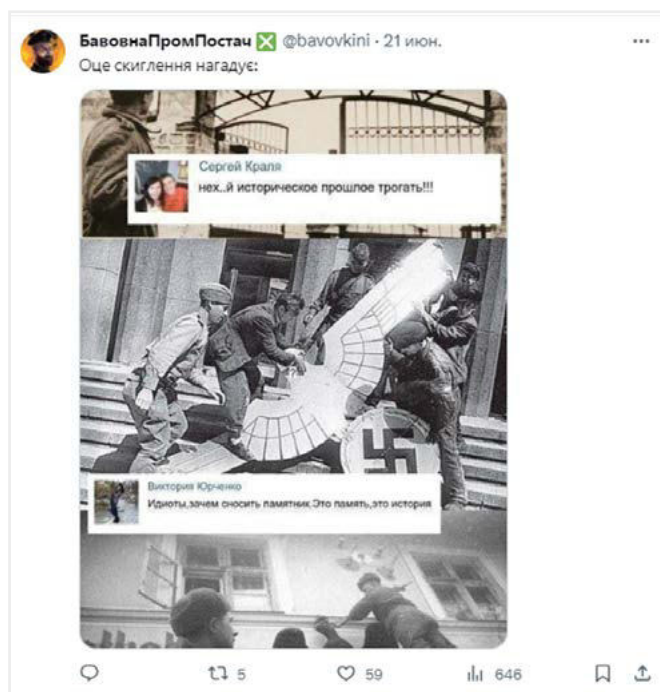 БавовнаПромПостач @bavovkini · 21 июн.
Оце скиглення нагадує:
Сергей Краля
нех..й историческое прошлое трогать!!!
Виктория Юрченко
Идиоты,зачем сносить памятник.Это память,это история
5 59 646